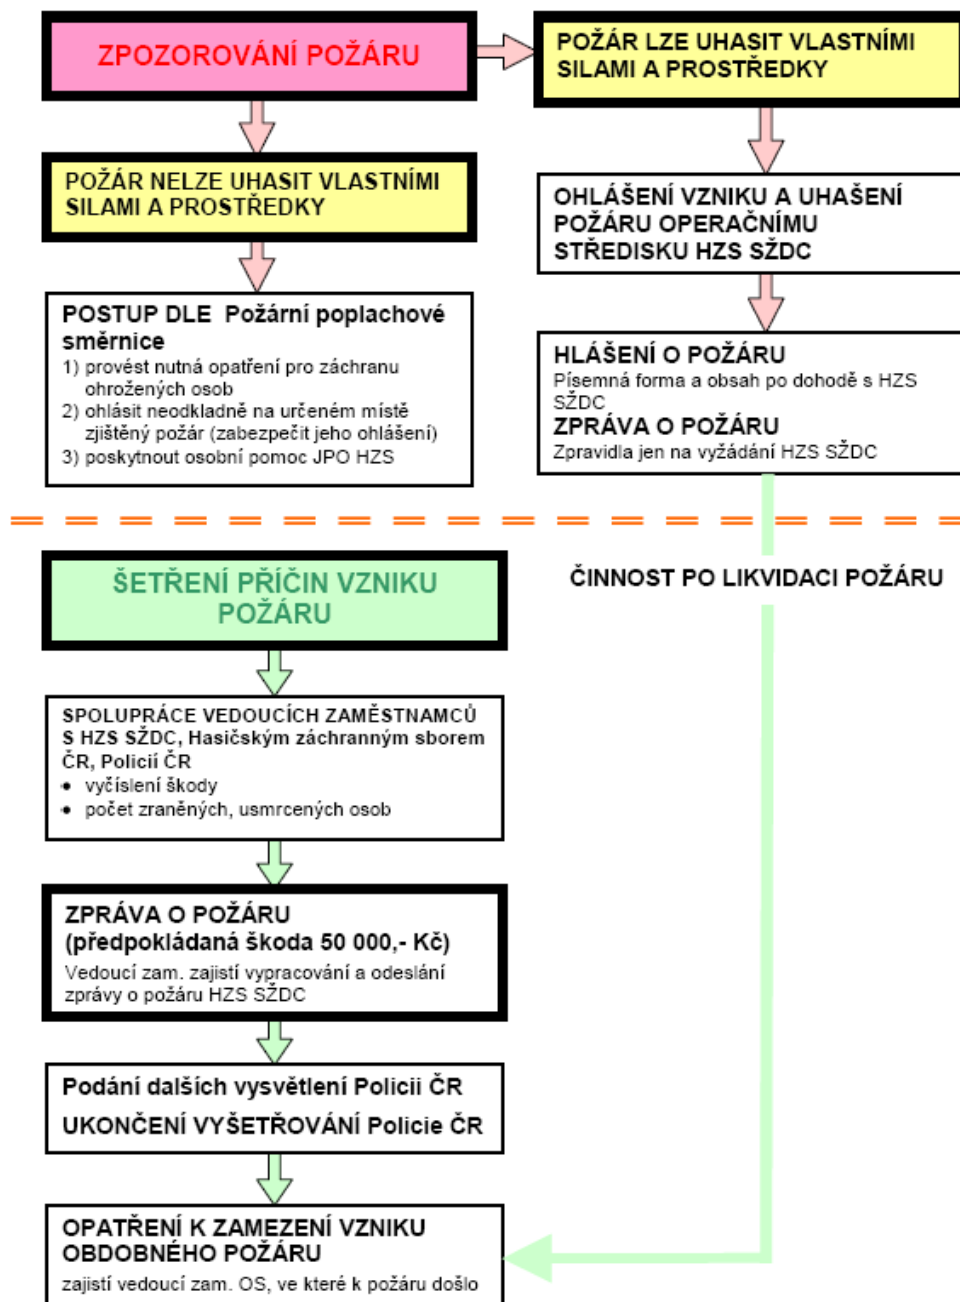 ZPOZOROVÁNÍ POŽÁRU
POŽÁR LZE UHASIT VLASTNÍMI
SILAMI A PROSTŘEDKY
POŽÁR NELZE UHASIT VLASTNÍMI
SILAMI A PROSTŘEDKY
OHLÁŠENÍ VZNIKU A UHAŠENÍ
POŽÁRU OPERAČNÍMU
STŘEDISKU HZS SŽDC
POSTUP DLE Požární poplachové
směrnice
1) provést nutná opatření pro záchranu
ohrožených osob
2) ohlásit neodkladně na určeném místě
zjištěný požár (zabezpečit jeho ohlášení)
3) poskytnout osobní pomoc JPO HZS
HLÁŠENÍ O POŽÁRU
Písemná forma a obsah po dohodě s HZS
SŽDC
ZPRÁVA O POŽÁRU
Zpravidla jen na vyžádání HZS SŽDC
ŠETŘENÍ PŘÍČIN VZNIKU
POŽÁRU
ČINNOST PO LIKVIDACI POŽÁRU
SPOLUPRÁCE VEDOUCÍCH ZAMĚSTNAMCŮ
S HZS SŽDC, Hasičským záchranným sborem
ČR, Policií ČR
• vyčíslení škody
• počet zraněných, usmrcených osob
ZPRÁVA O POŽÁRU
(předpokládaná škoda 50 000,- Kč)
Vedoucí zam. zajistí vypracování a odeslání
zprávy o požáru HZS SŽDC
Podání dalších vysvětlení Policii ČR
UKONČENÍ VYŠETŘOVÁNÍ Policie ČR
OPATŘENÍ K ZAMEZENÍ VZNIKU
OBDOBNÉHO POŽÁRU
zajistí vedoucí zam. OS, ve které k požáru došlo